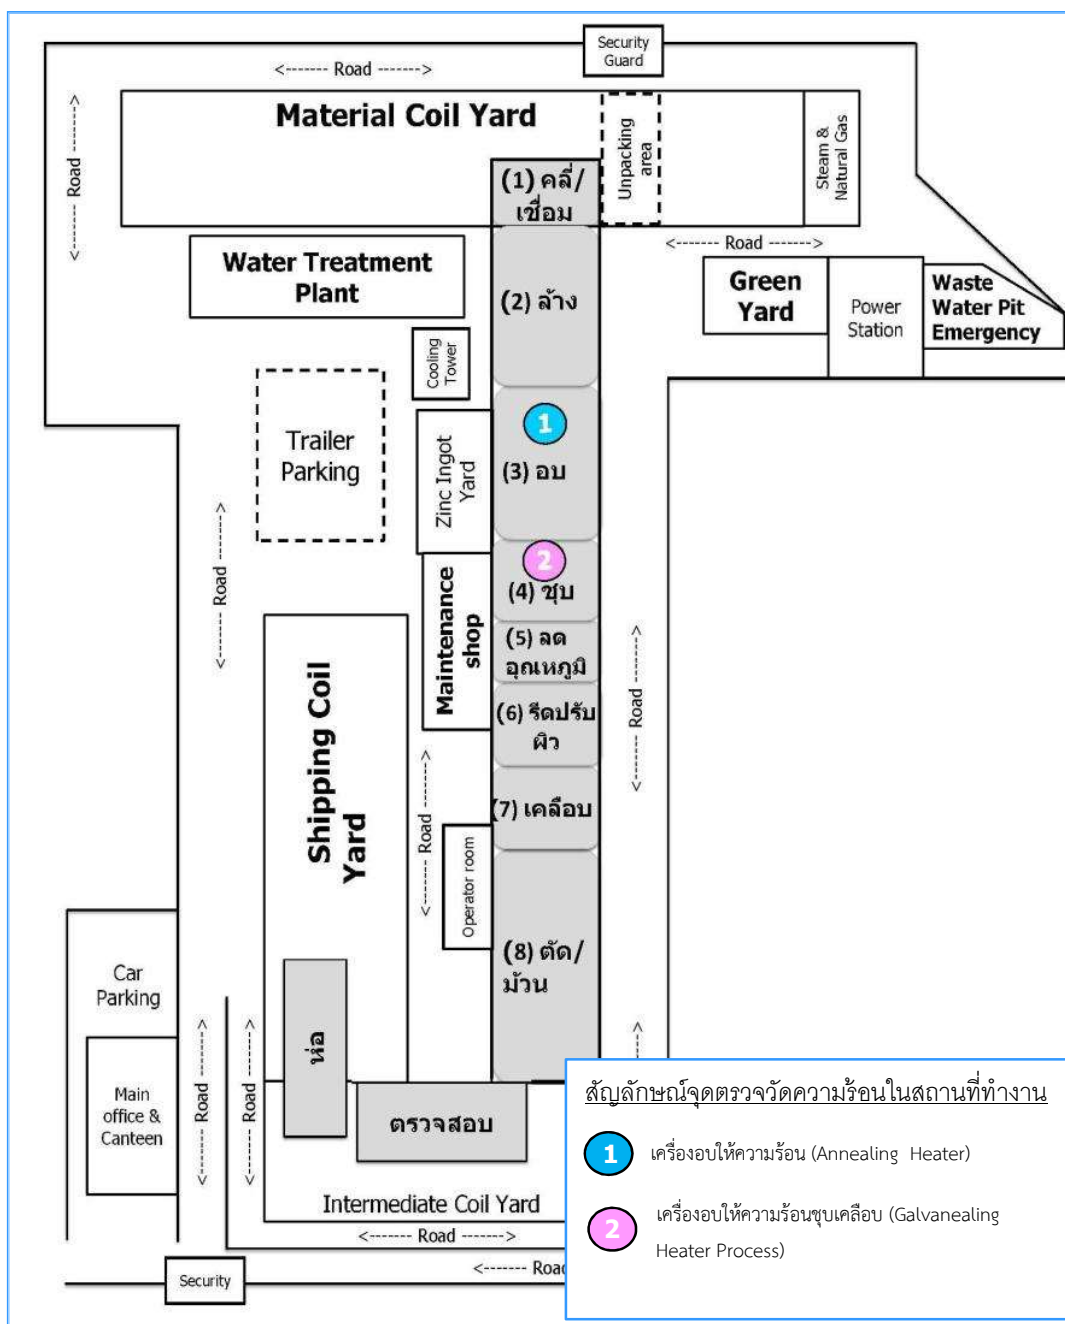 Security
Guard
<------- Road ------->
<------- Road ------->
Material Coil Yard
Unpacking
area
Steam &
Natural Gas
(1) คลี่/
เชื่อม
<------- Road ------->
Water Treatment
Plant
(2) ล้าง
Green
Yard
Power
Station
Waste
Water Pit
Emergency
Cooling
Tower
Trailer
Parking
Zinc Ingot
Yard
1
(3) อบ
2
(4) ชุบ
<------- Road ------->
Maintenance
shop
(5) ลด
อุณหภูมิ
(6) รีดปรับ
ผิว
<------- Road ------->
Shipping Coil
Yard
<------- Road ------->
(7) เคลือบ
Operator room
(8) ตัด/
ม้วน
Car
Parking
ห่อ
Main
office &
Canteen
<------- Road ------->
<------- Road ------->
ตรวจสอบ
Intermediate Coil Yard
<------- Road ------->
Security
<------- Road
สัญลักษณ์จุดตรวจวัดความร้อนในสถานที่ทำงาน
1 เครื่องอบให้ความร้อน (Annealing Heater)
2 เครื่องอบให้ความร้อนชุบเคลือบ (Galvanealing
Heater Process)